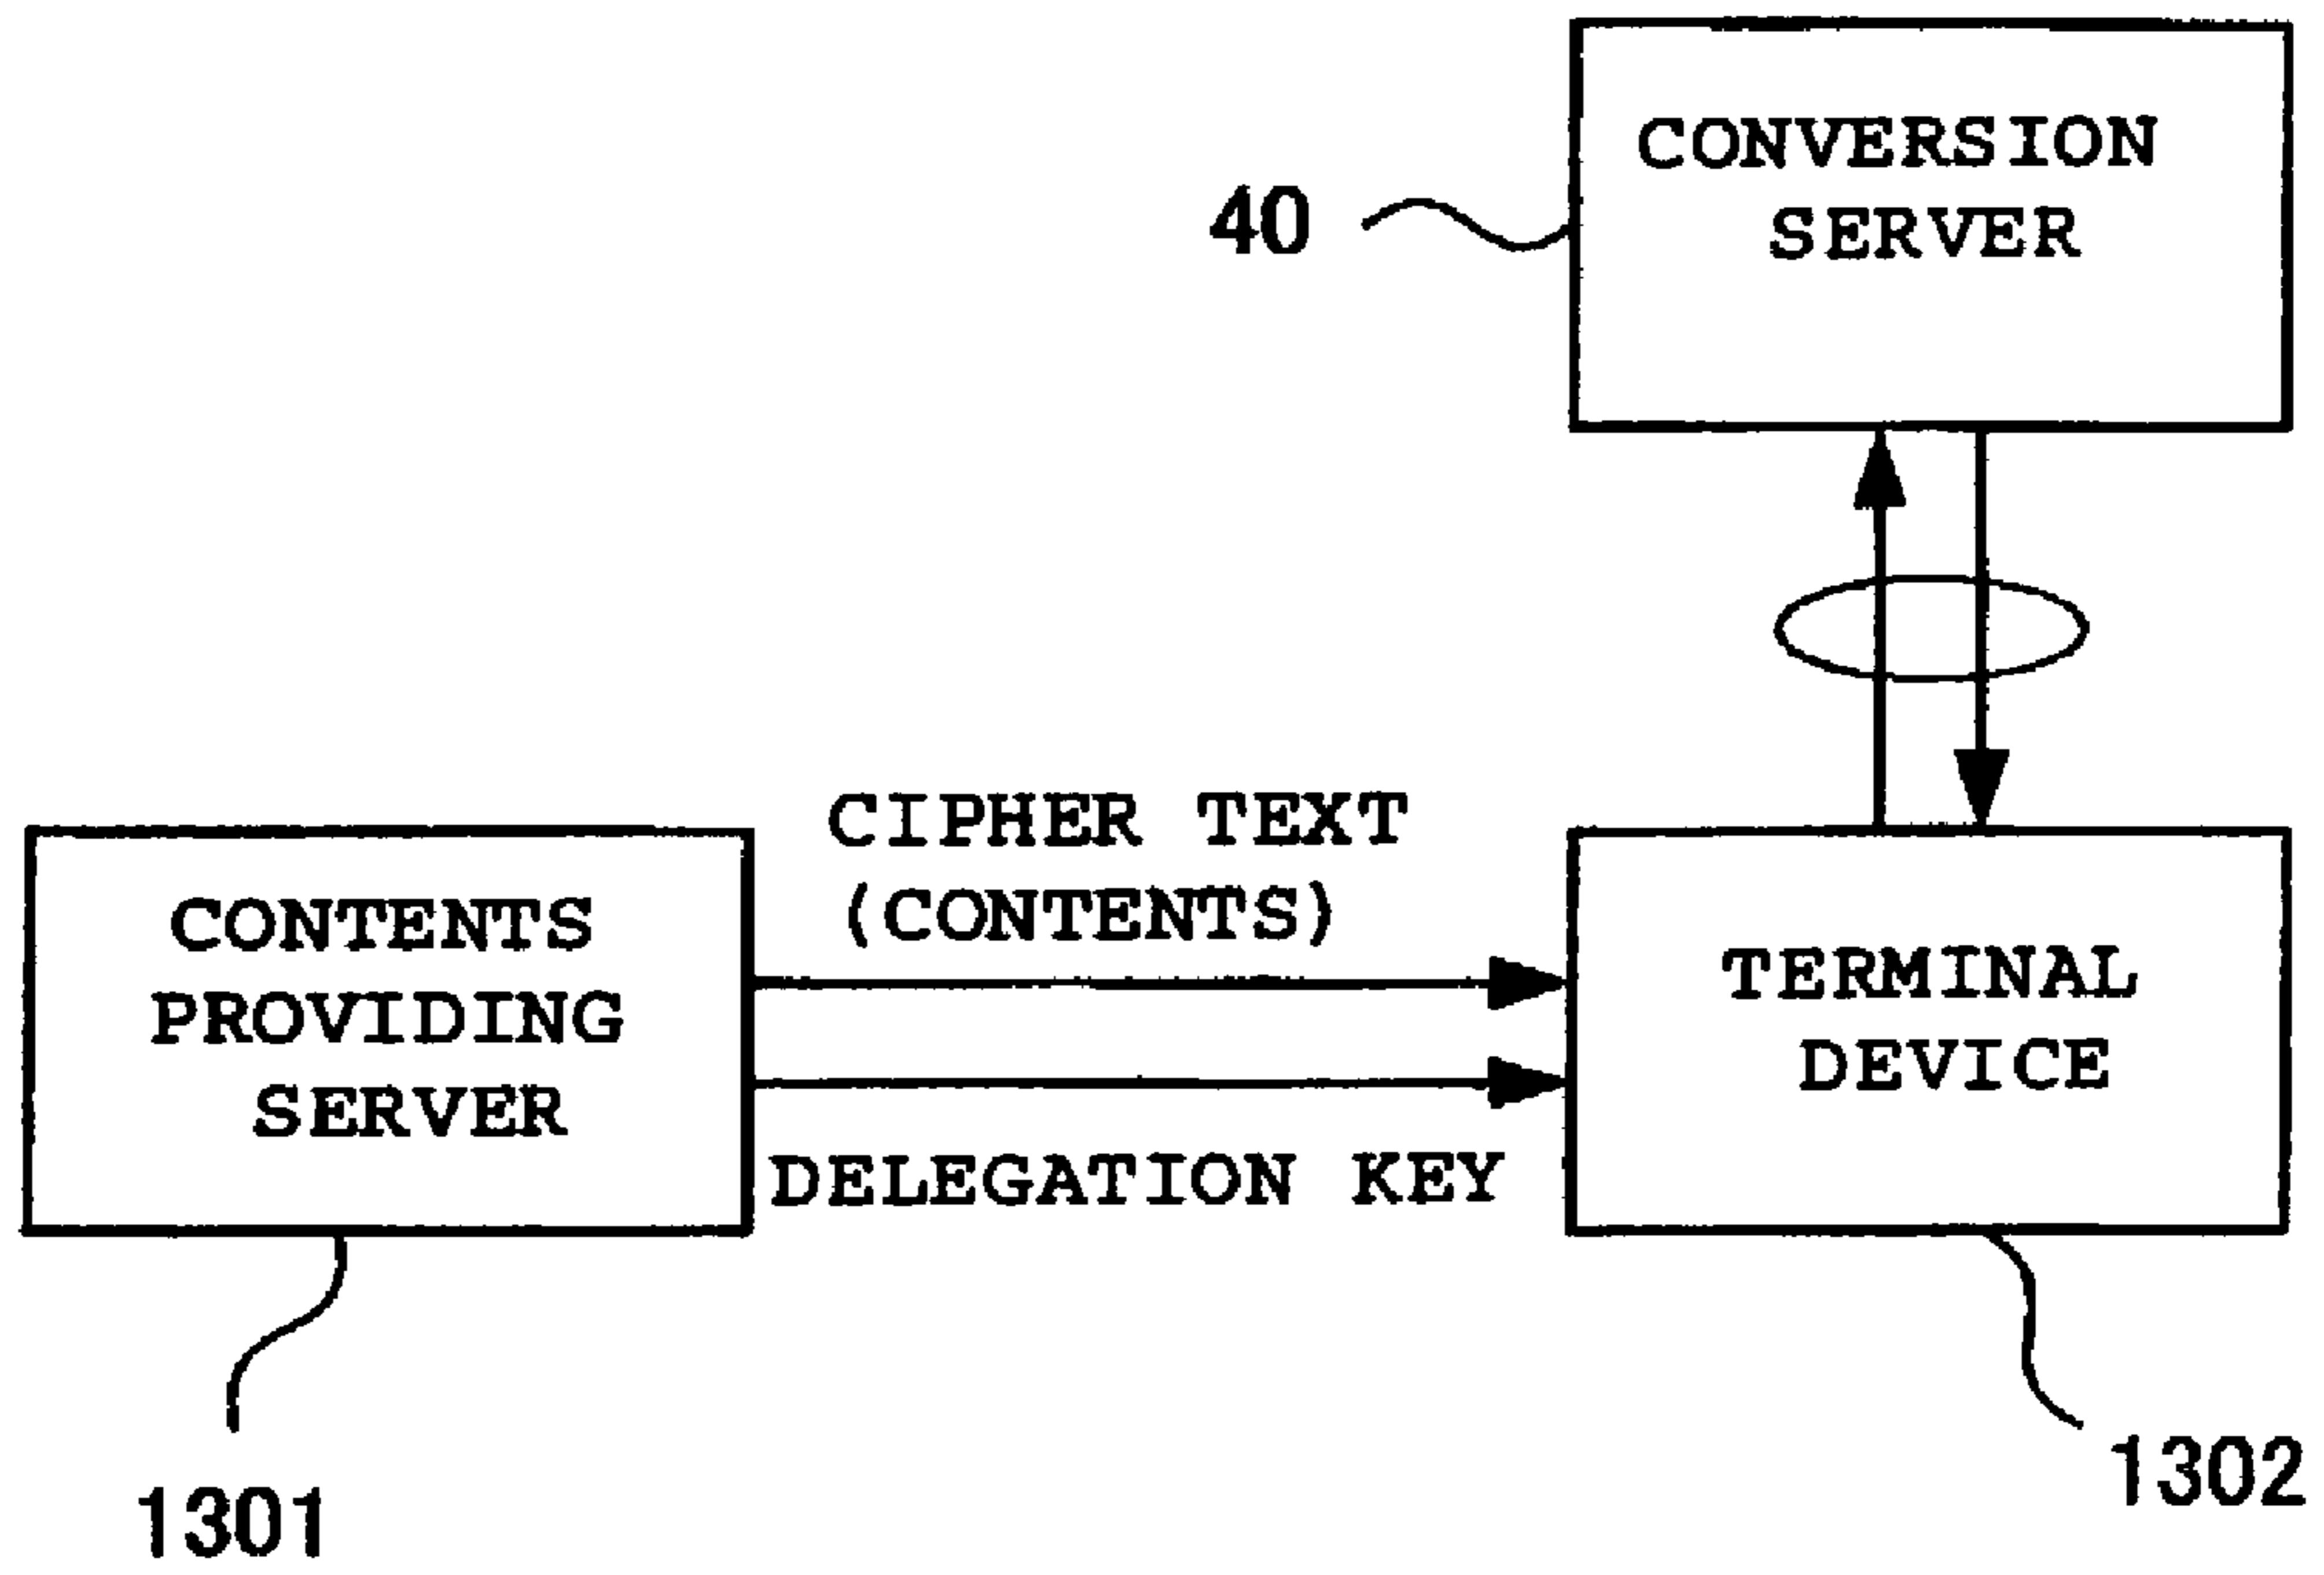 CONVERSION
SERVER
40
CIPHER TEXT
(CONTENTS)
CONTENTS
PROVIDING
SERVER
TERMINAL
DEVICE
DELEGATION KEY
1301
1302